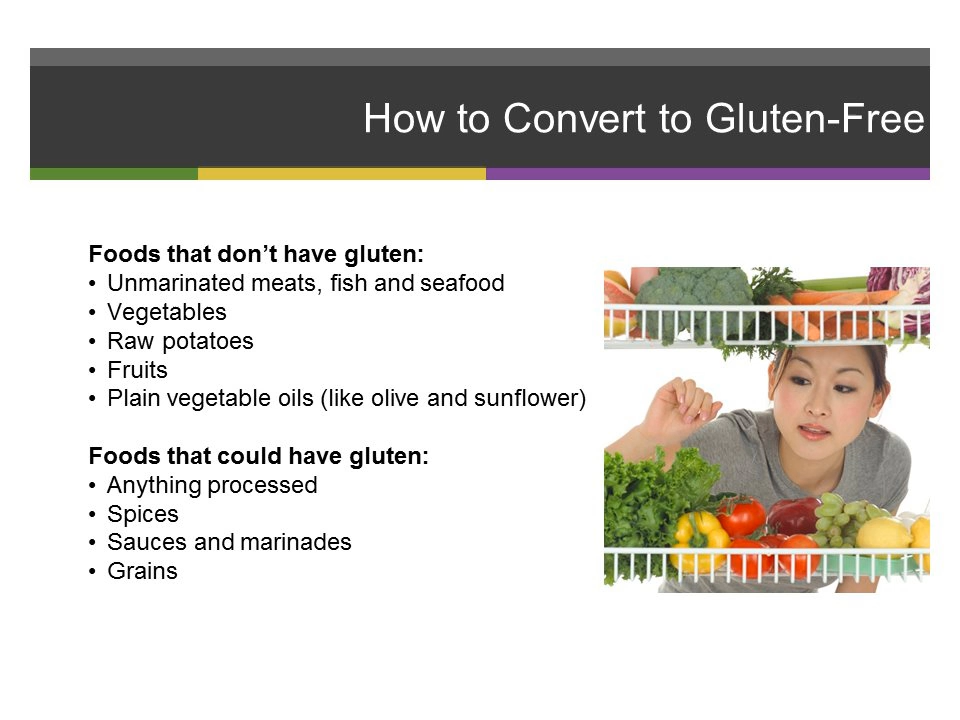 How to Convert to Gluten-Free
Foods that don’t have gluten:
• Unmarinated meats, fish and seafood
• Vegetables
• Raw potatoes
• Fruits
• Plain vegetable oils (like olive and sunflower)
Foods that could have gluten:
• Anything processed
• Spices
• Sauces and marinades
• Grains